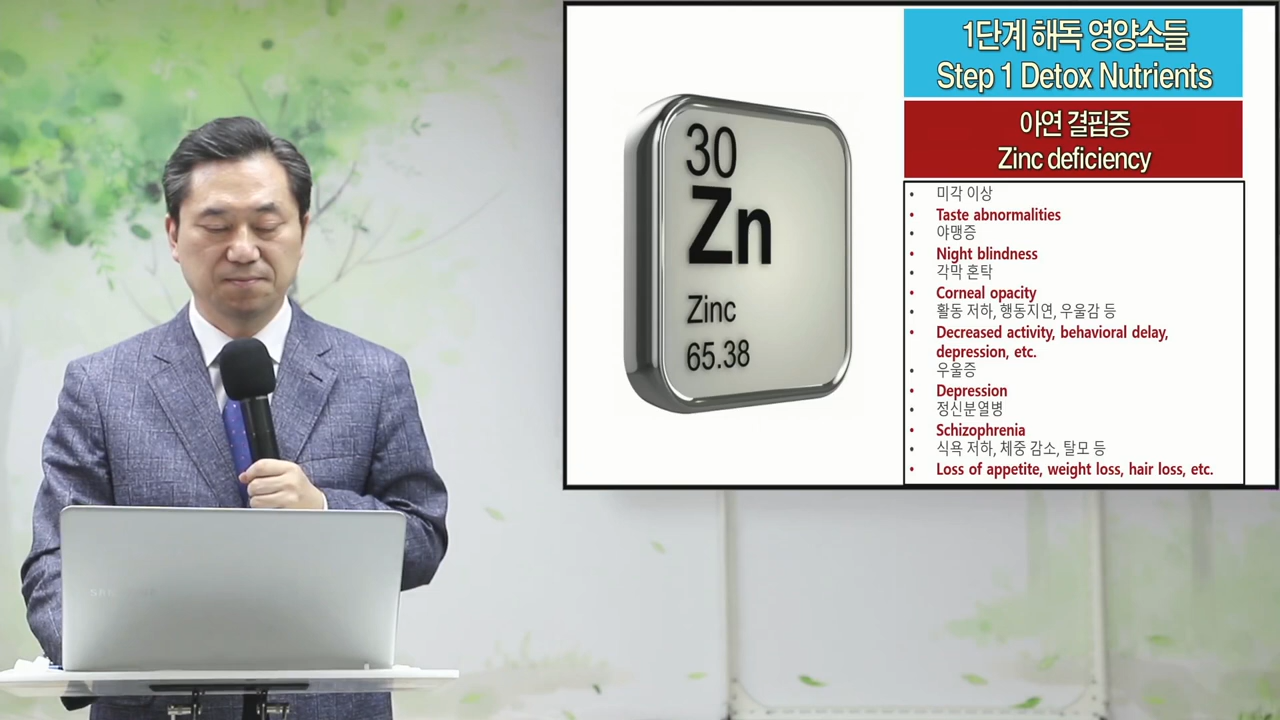 1단계 해독 영양소들
Step 1 Detox Nutrients
아연 결핍증
Zinc deficiency
30
Zn
Zinc
65.38
• 미각 이상
• Taste abnormalities
• 야맹증
• Night blindness
• 각막 혼탁
• Corneal opacity
• 활동 저하, 행동지연, 우울감 등
• Decreased activity, behavioral delay,
depression, etc.
• 우울증
• Depression
• 정신분열병
• Schizophrenia
• 식욕 저하, 체중 감소, 탈모 등
• Loss of appetite, weight loss, hair loss, etc.